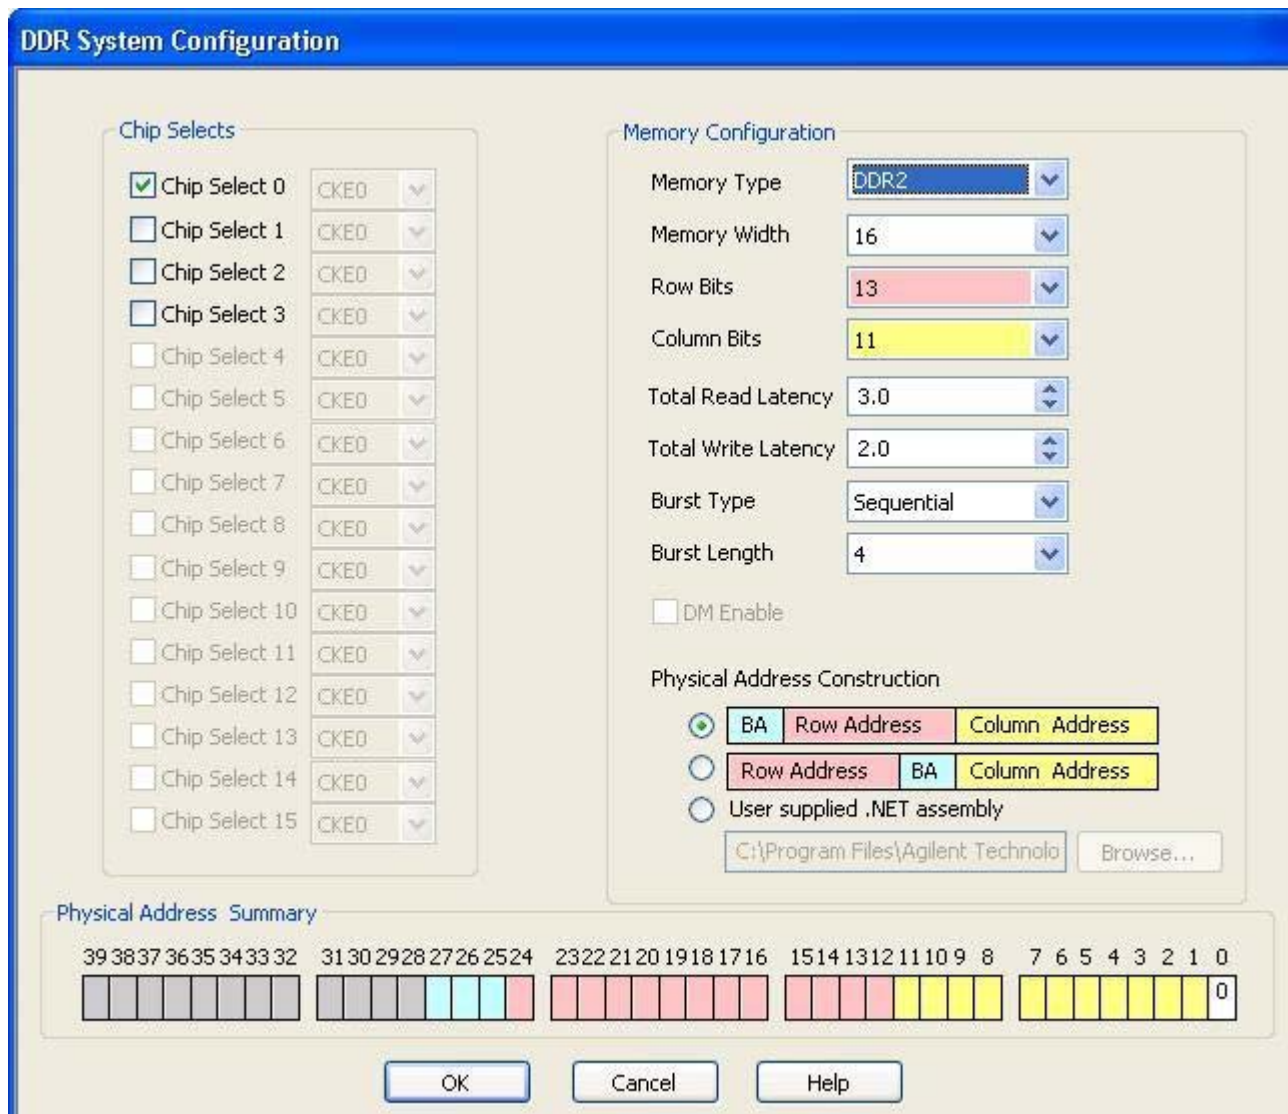 DDR System Configuration
Chip Selects
Chip Select 0 CKE0
Chip Select 1 CKE0
Chip Select 2 CKE0
Chip Select 3 CKE0
Chip Select 4 CKE0
Chip Select 5 CKE0
Chip Select 6 CKE0
Chip Select 7 CKE0
Chip Select 8 CKE0
Chip Select 9 CKE0
Chip Select 10 CKE0
Chip Select 11 CKE0
Chip Select 12 CKE0
Chip Select 13 CKE0
Chip Select 14 CKE0
Chip Select 15 CKE0
Memory Configuration
Memory Type DDR2
Memory Width 16
Row Bits 13
Column Bits 11
Total Read Latency 3.0
Total Write Latency 2.0
Burst Type Sequential
Burst Length 4
DM Enable
Physical Address Construction
BA Row Address Column Address
Row Address BA Column Address
User supplied .NET assembly
C:\Program Files\Agilent Technolo Browse...
Physical Address Summary
39 38 37 36 35 34 33 32 31 30 29 28 27 26 25 24 23 22 21 20 19 18 17 16 15 14 13 12 11 10 9 8 7 6 5 4 3 2 1 0
0
OK Cancel Help